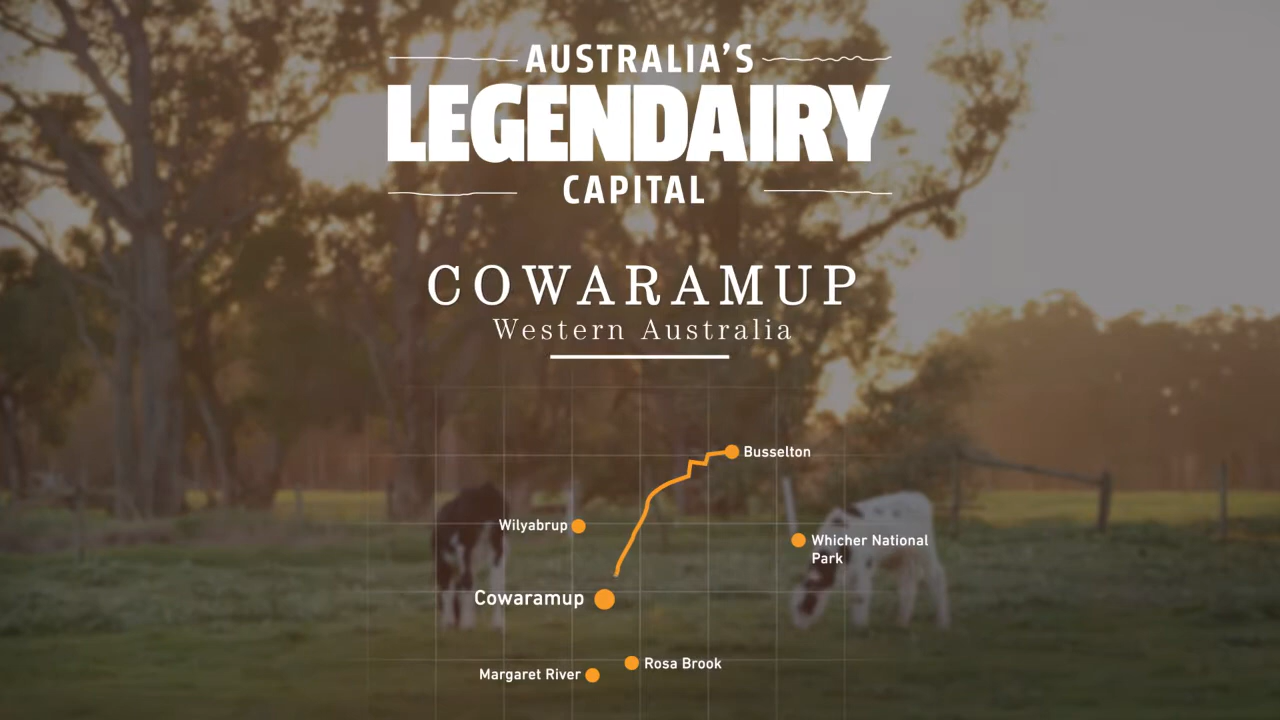 AUSTRALIA'S
LEGENDAIRY
CAPITAL
COWARAMUP
Western Australia
Busselton
Wilyabrup
Whicher National
Park
Cowaramup
Rosa Brook
Margaret River